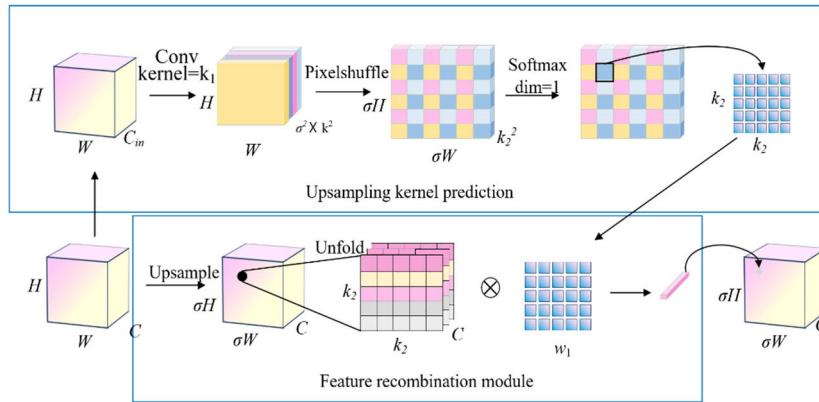 Conv
kernel=k₁
Pixelshuffle
Softmax
dim=1
H
W
C_in
H
W
σ² X k²
σH
σW
k₂²
k₂
k₂
Upsampling kernel prediction
H
W
C
Upsample
σH
σW
C
Unfold
k₂
k₂
C
⊗
w₁
σH
σW
C
Feature recombination module